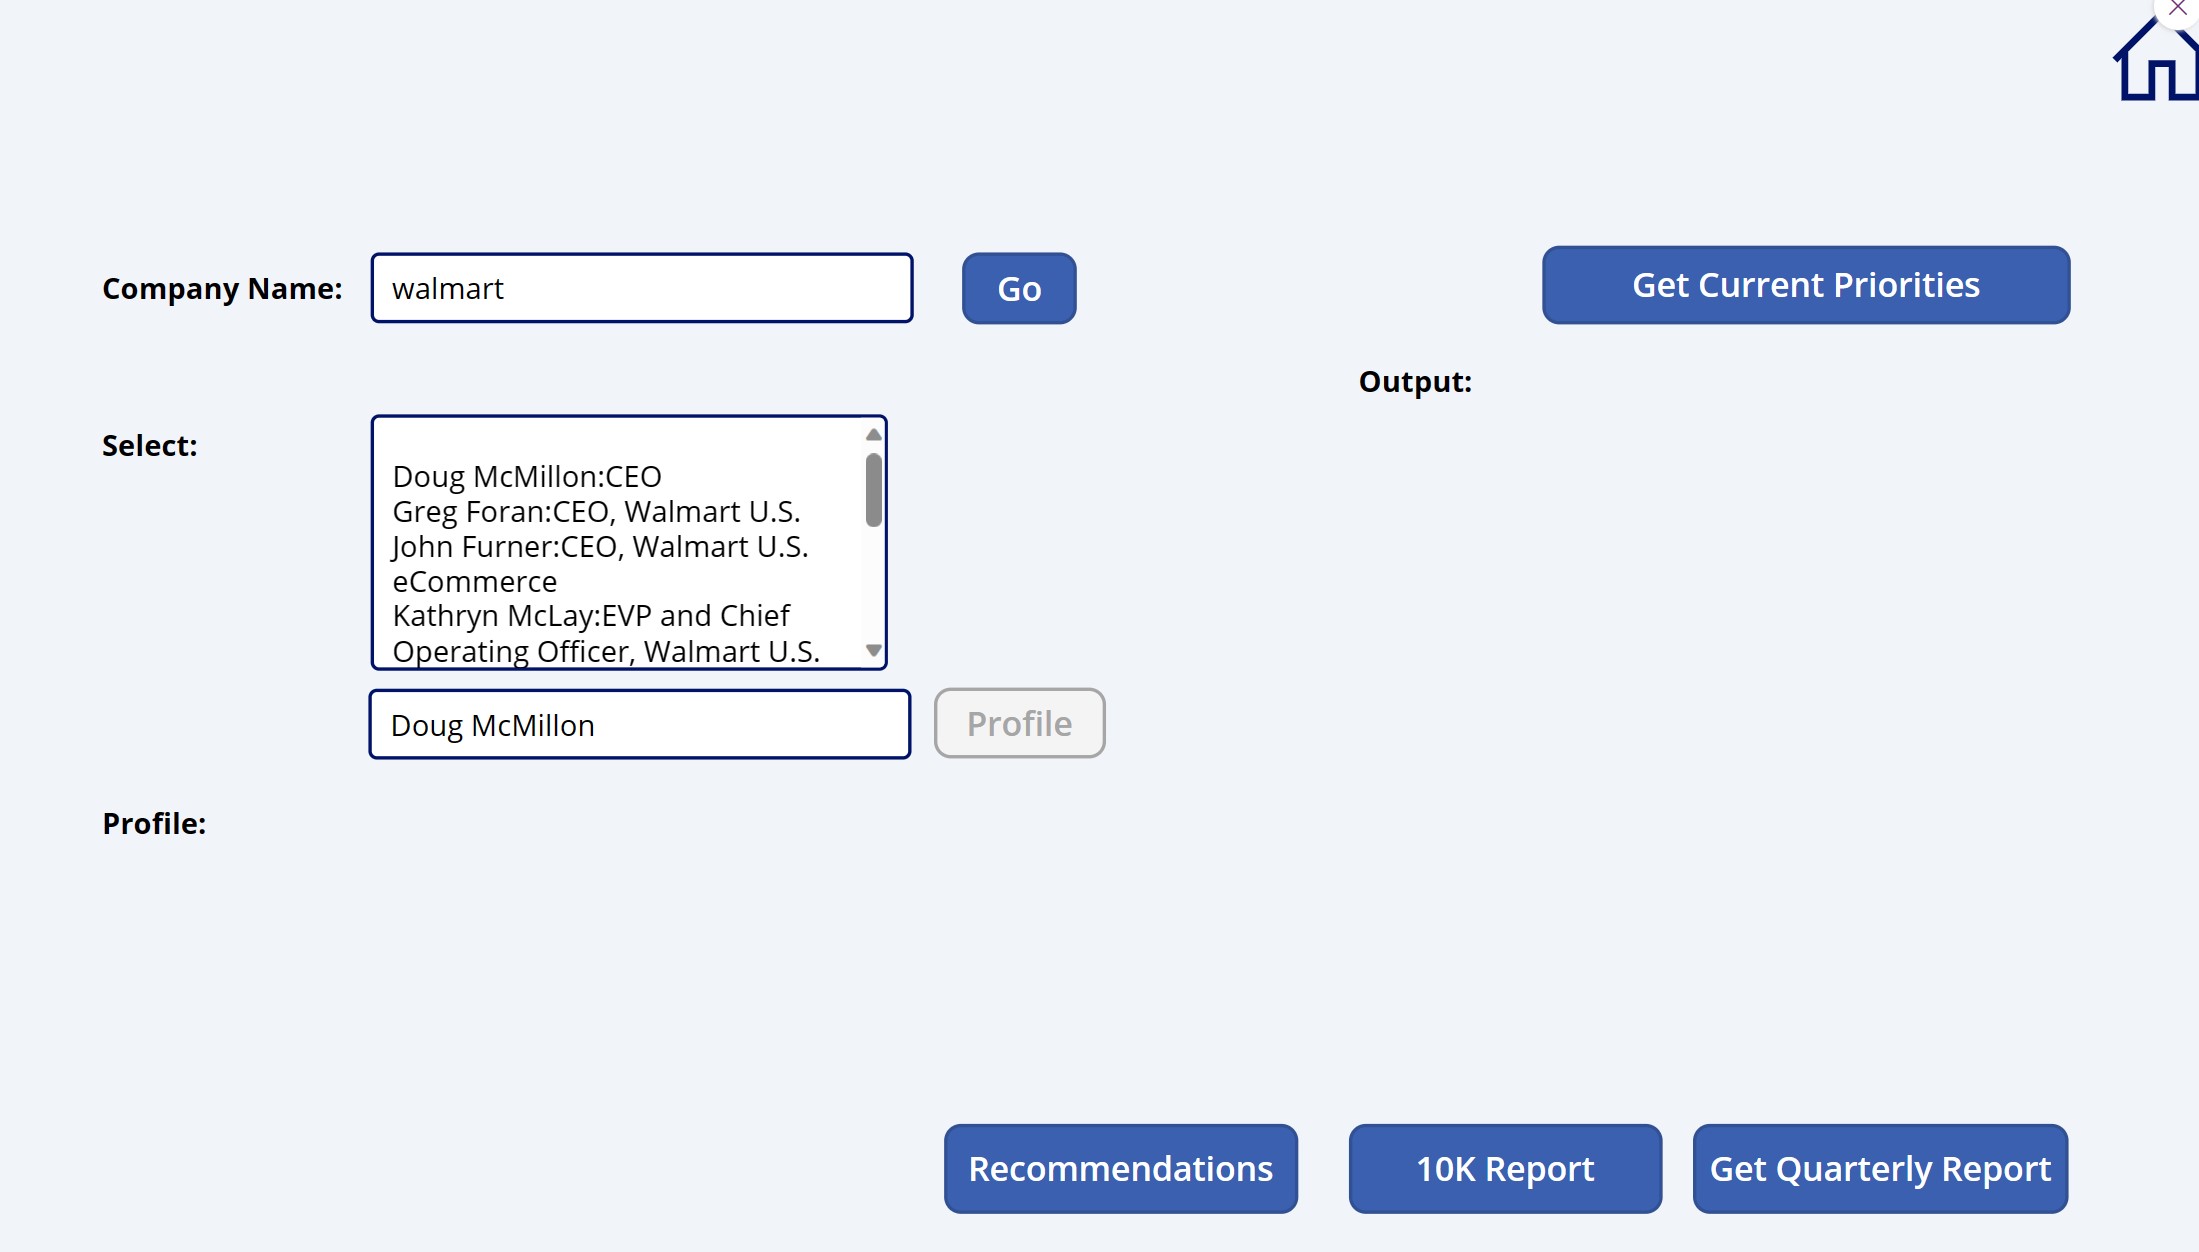 Company Name:
walmart
Go
Get Current Priorities
Output:
Select:
Doug McMillon:CEO
Greg Foran:CEO, Walmart U.S.
John Furner:CEO, Walmart U.S.
eCommerce
Kathryn McLay:EVP and Chief
Operating Officer, Walmart U.S.
Doug McMillon
Profile
Profile:
Recommendations
10K Report
Get Quarterly Report